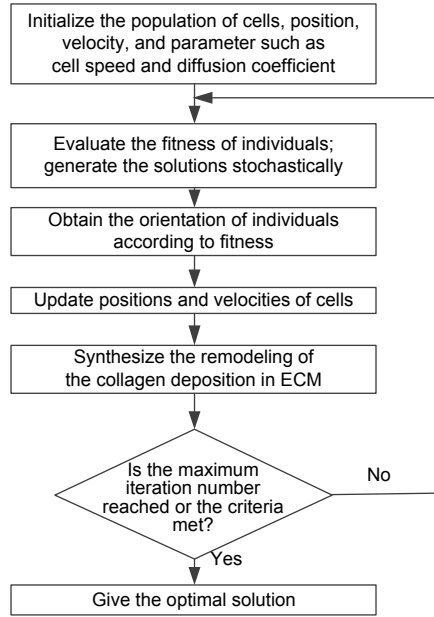 Initialize the population of cells, position,
velocity, and parameter such as
cell speed and diffusion coefficient
Evaluate the fitness of individuals;
generate the solutions stochastically
Obtain the orientation of individuals
according to fitness
Update positions and velocities of cells
Synthesize the remodeling of
the collagen deposition in ECM
Is the maximum
iteration number
reached or the criteria
met?
No
Yes
Give the optimal solution